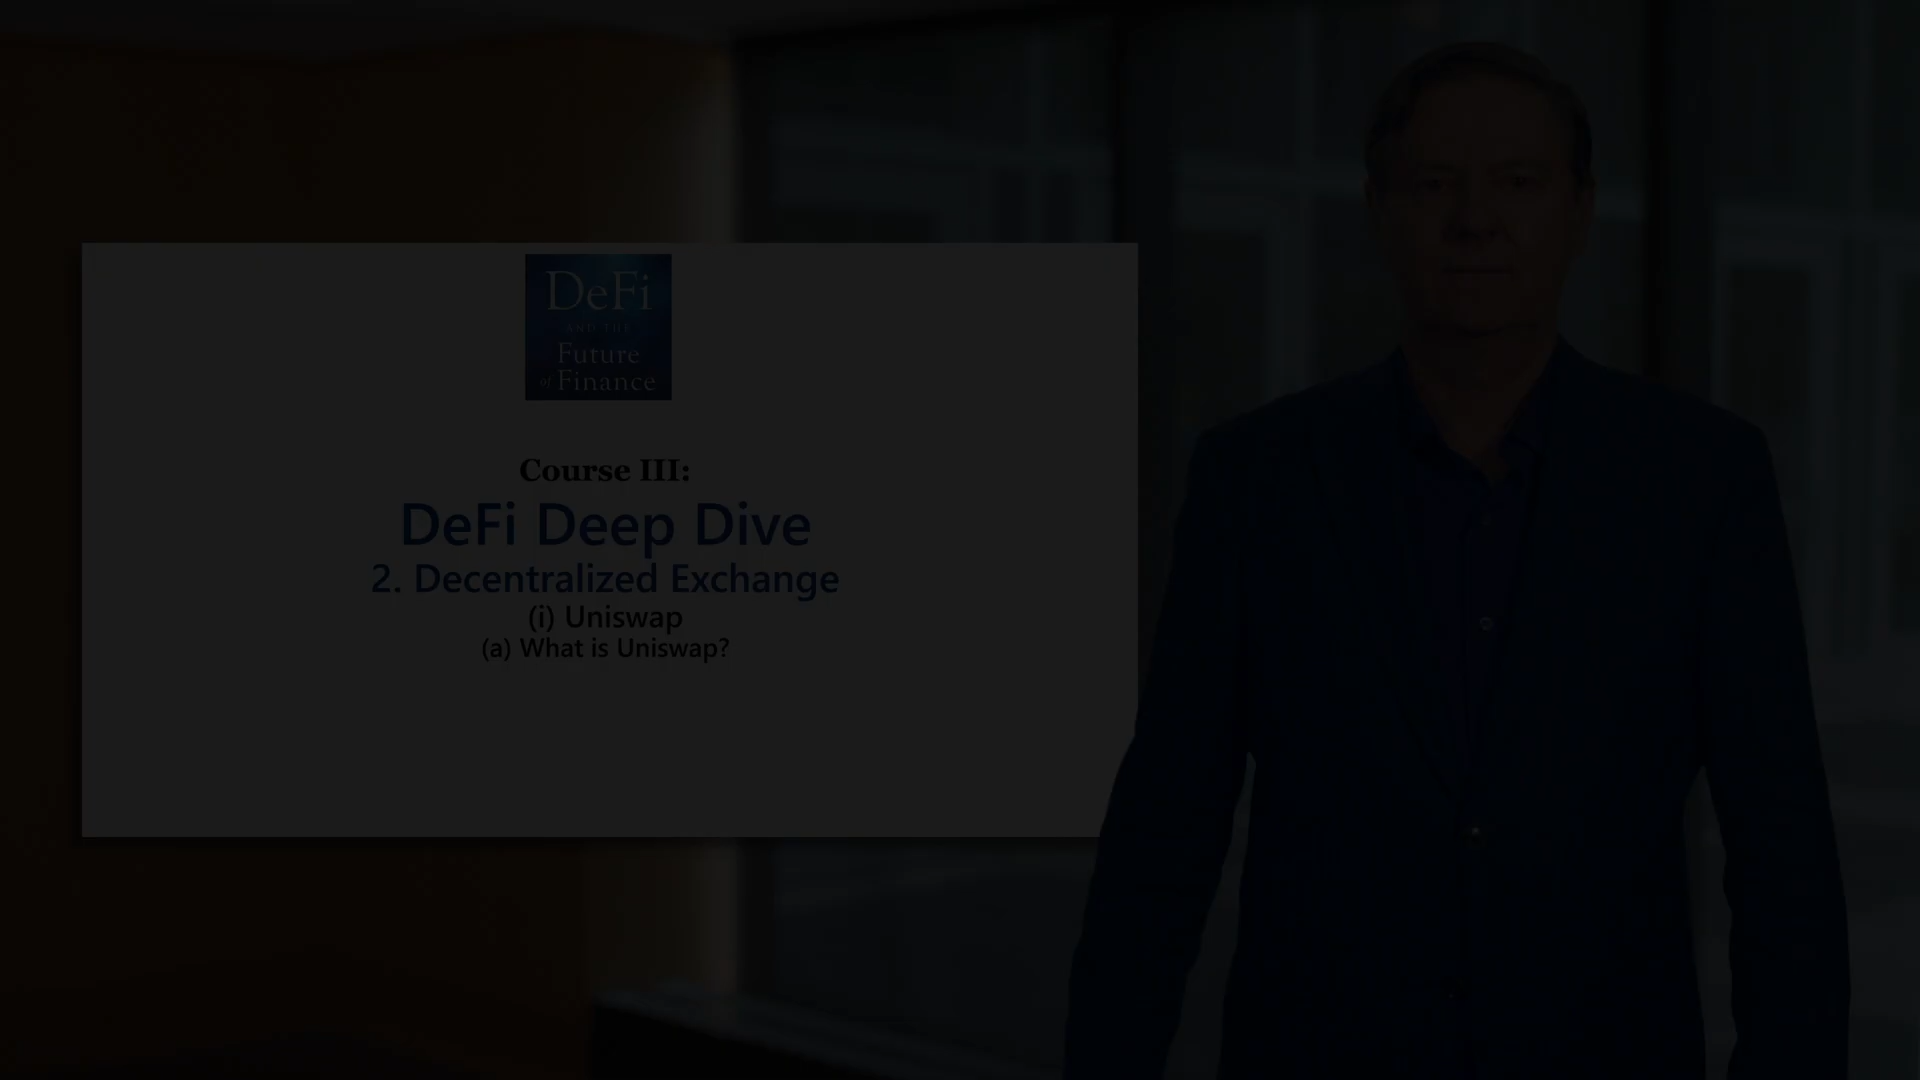 DeFi
AND THE
Future
of Finance
Course III:
DeFi Deep Dive
2. Decentralized Exchange
(i) Uniswap
(a) What is Uniswap?